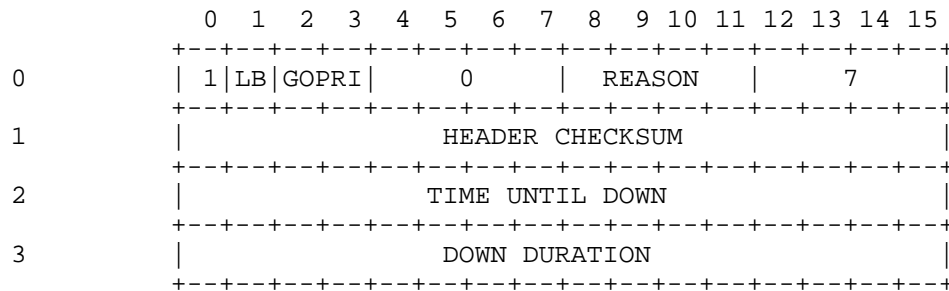 0 1 2 3 4 5 6 7 8 9 10 11 12 13 14 15
+--+--+--+--+--+--+--+--+--+--+--+--+--+--+--+--+
0 | 1|LB|GOPRI| 0 | REASON | 7 |
+--+--+--+--+--+--+--+--+--+--+--+--+--+--+--+--+
1 | HEADER CHECKSUM |
+--+--+--+--+--+--+--+--+--+--+--+--+--+--+--+--+
2 | TIME UNTIL DOWN |
+--+--+--+--+--+--+--+--+--+--+--+--+--+--+--+--+
3 | DOWN DURATION |
+--+--+--+--+--+--+--+--+--+--+--+--+--+--+--+--+